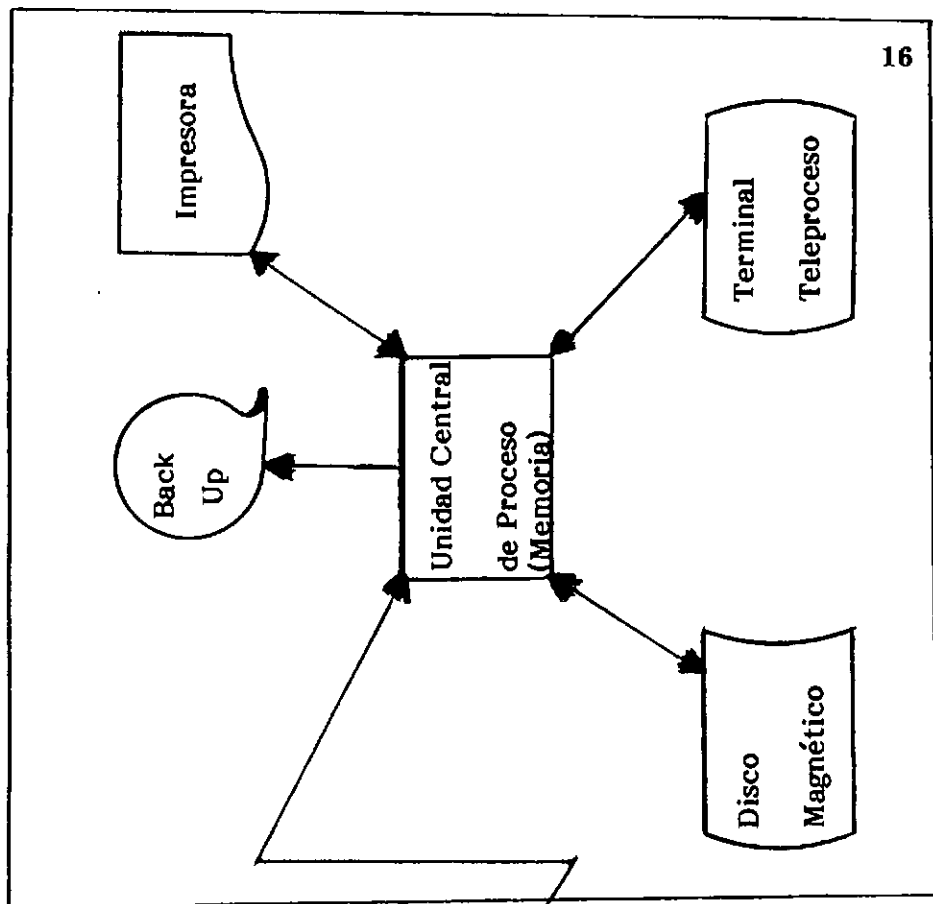 16
Impresora
Back
Up
Unidad Central
de Proceso
(Memoria)
Terminal
Teleproceso
Disco
Magnético